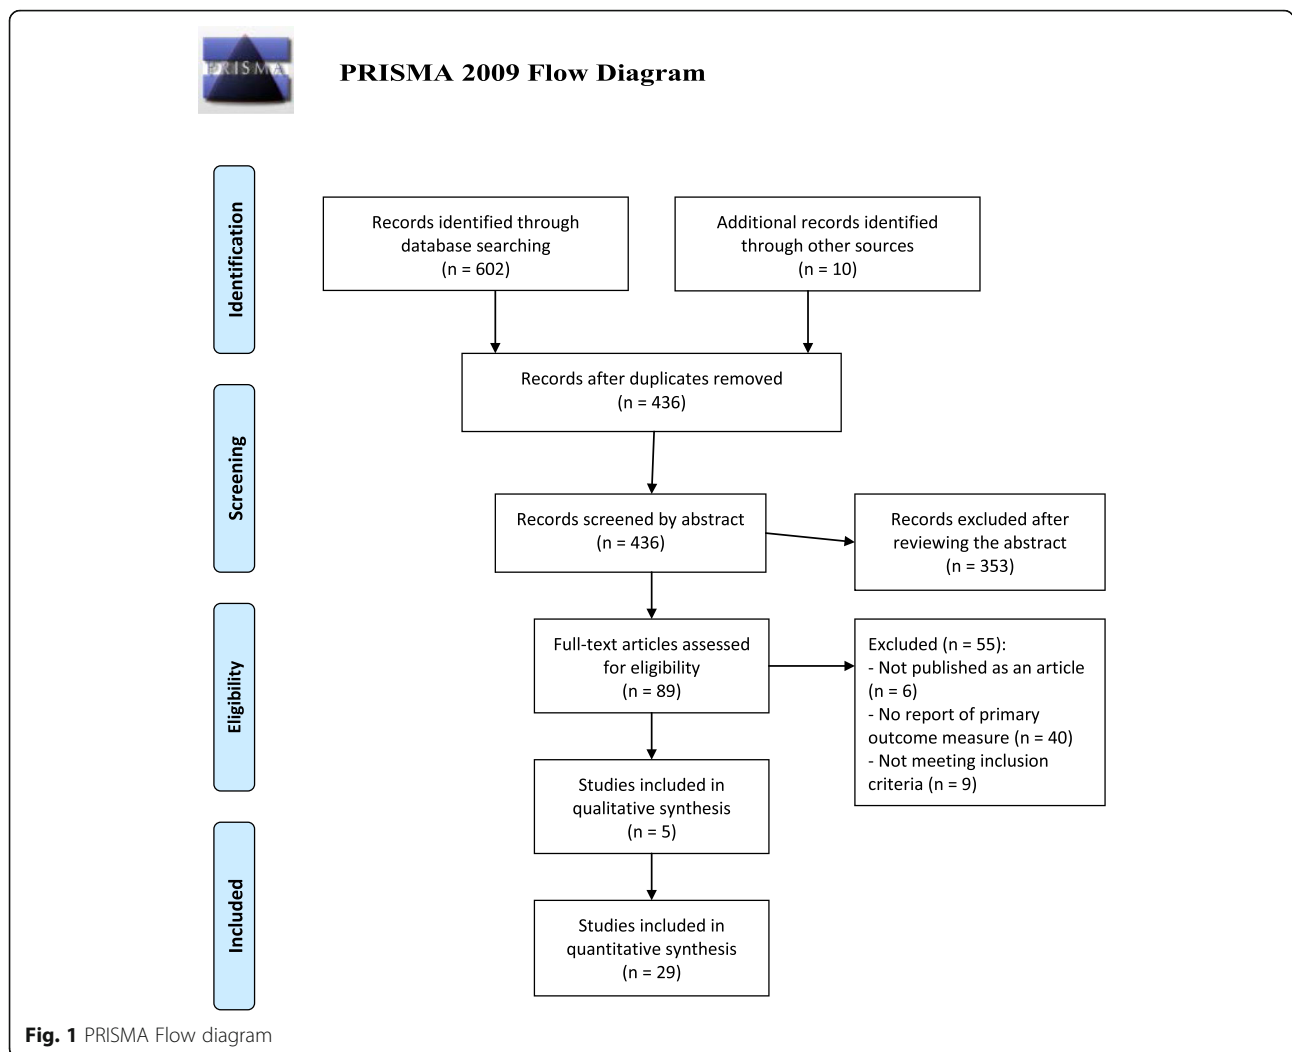 PRISMA
PRISMA 2009 Flow Diagram
Identification
Records identified through
database searching
(n = 602)
Additional records identified
through other sources
(n = 10)
Records after duplicates removed
(n = 436)
Screening
Records screened by abstract
(n = 436)
Records excluded after
reviewing the abstract
(n = 353)
Eligibility
Full-text articles assessed
for eligibility
(n = 89)
Excluded (n = 55):
- Not published as an article
(n = 6)
- No report of primary
outcome measure (n = 40)
- Not meeting inclusion
criteria (n = 9)
Studies included in
qualitative synthesis
(n = 5)
Included
Studies included in
quantitative synthesis
(n = 29)
Fig. 1 PRISMA Flow diagram